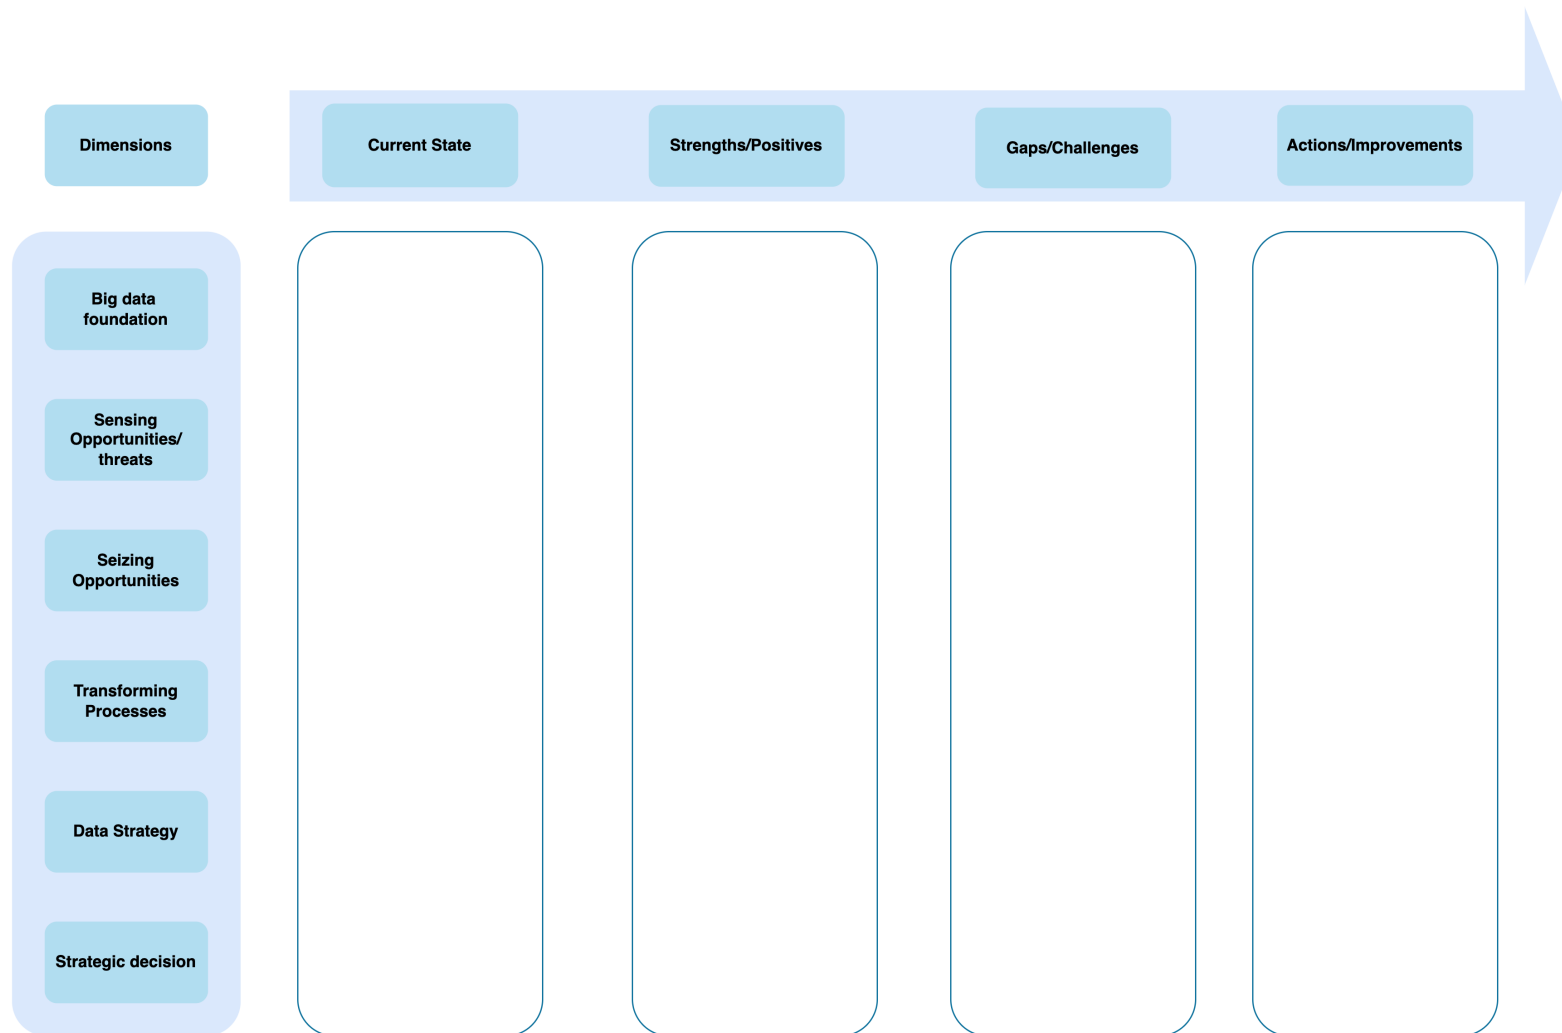 Dimensions
Current State
Strengths/Positives
Gaps/Challenges
Actions/Improvements
Big data
foundation
Sensing
Opportunities/
threats
Seizing
Opportunities
Transforming
Processes
Data Strategy
Strategic decision